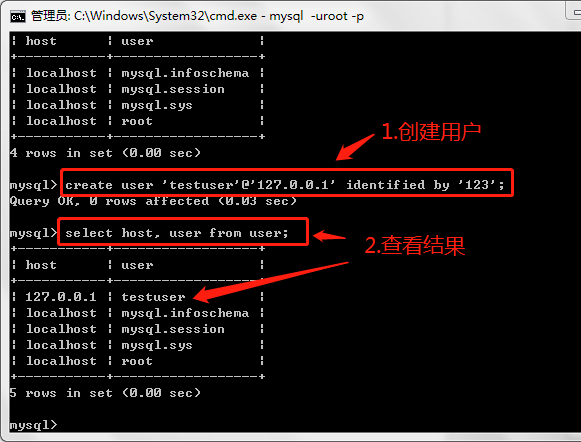 管理员: C:\Windows\System32\cmd.exe - mysql  -uroot -p
| host      | user             |
+-----------+------------------+
| localhost | mysql.infoschema |
| localhost | mysql.session    |
| localhost | mysql.sys        |
| localhost | root             |
+-----------+------------------+
4 rows in set (0.00 sec)
1.创建用户
mysql> create user 'testuser'@'127.0.0.1' identified by '123';
Query OK, 0 rows affected (0.03 sec)
mysql> select host, user from user;
2.查看结果
+-----------+------------------+
| host      | user             |
+-----------+------------------+
| 127.0.0.1 | testuser         |
| localhost | mysql.infoschema |
| localhost | mysql.session    |
| localhost | mysql.sys        |
| localhost | root             |
+-----------+------------------+
5 rows in set (0.00 sec)
mysql>